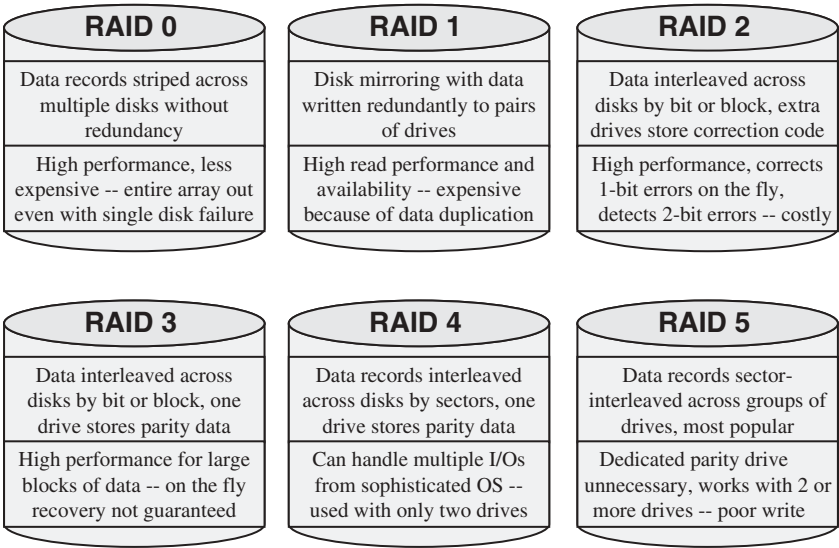 RAID 0
Data records striped across
multiple disks without
redundancy
High performance, less
expensive -- entire array out
even with single disk failure
RAID 1
Disk mirroring with data
written redundantly to pairs
of drives
High read performance and
availability -- expensive
because of data duplication
RAID 2
Data interleaved across
disks by bit or block, extra
drives store correction code
High performance, corrects
1-bit errors on the fly,
detects 2-bit errors -- costly
RAID 3
Data interleaved across
disks by bit or block, one
drive stores parity data
High performance for large
blocks of data -- on the fly
recovery not guaranteed
RAID 4
Data records interleaved
across disks by sectors, one
drive stores parity data
Can handle multiple I/Os
from sophisticated OS --
used with only two drives
RAID 5
Data records sector-
interleaved across groups of
drives, most popular
Dedicated parity drive
unnecessary, works with 2 or
more drives -- poor write